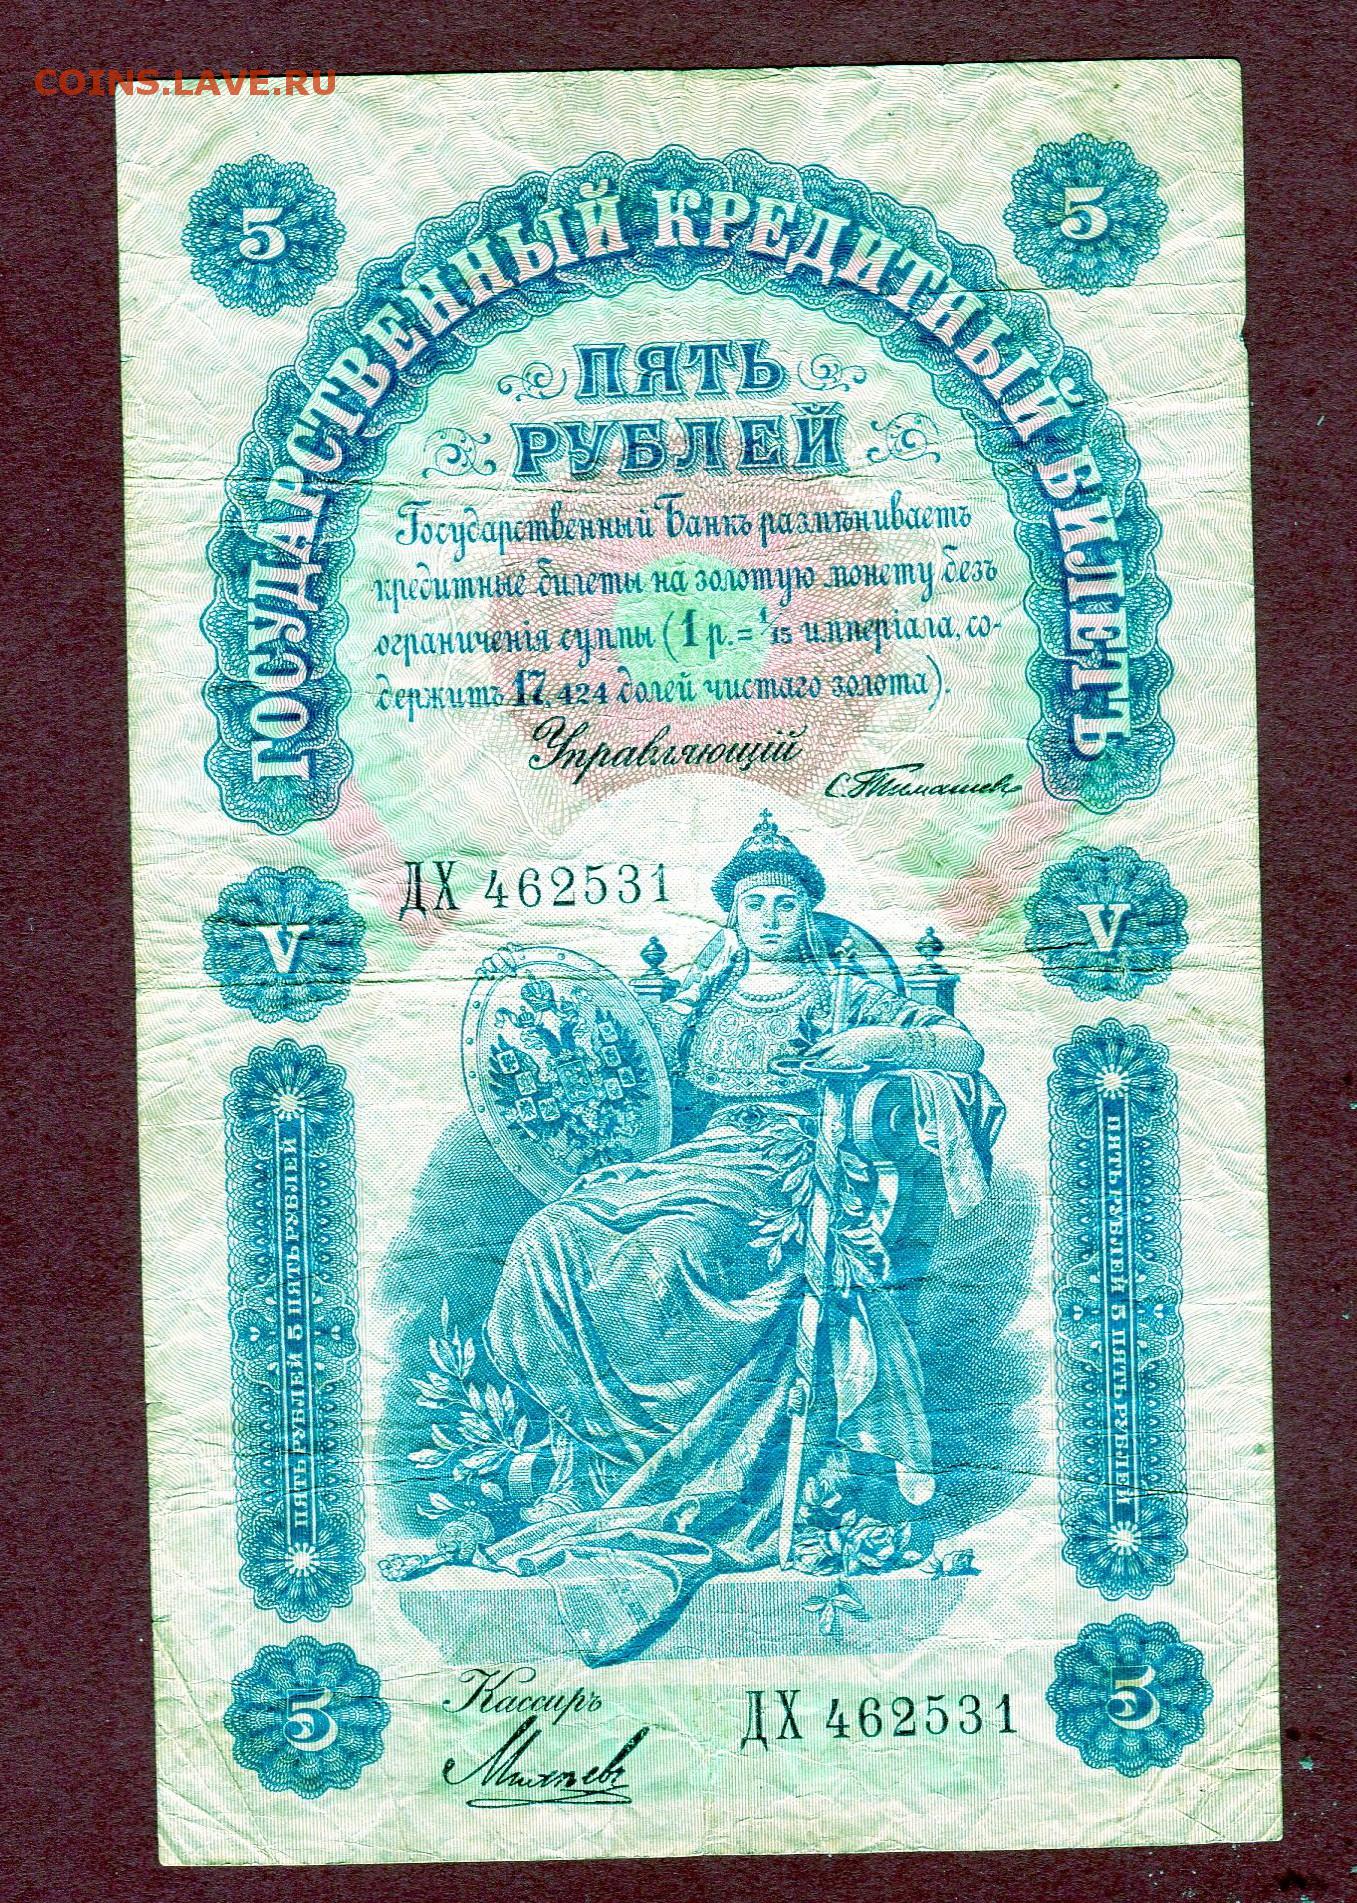 COINS.LAVE.RU
5 5
ГОСУДАРСТВЕННЫЙ КРЕДИТНЫЙ БИЛЕТЪ
ПЯТЬ
РУБЛЕЙ
Государственный Банкъ размѣниваетъ
кредитные билеты на золотую монету безъ
ограниченія суммы (1 р. = 1/15 имперіала, со-
держитъ 17,424 долей чистаго золота).
Управляющій
С. Тимашевъ
ДХ 462531
V V
ПЯТЬ РУБЛЕЙ 5 ПЯТЬ РУБЛЕЙ
ПЯТЬ РУБЛЕЙ 5 ПЯТЬ РУБЛЕЙ
Кассиръ
ДХ 462531
5 5